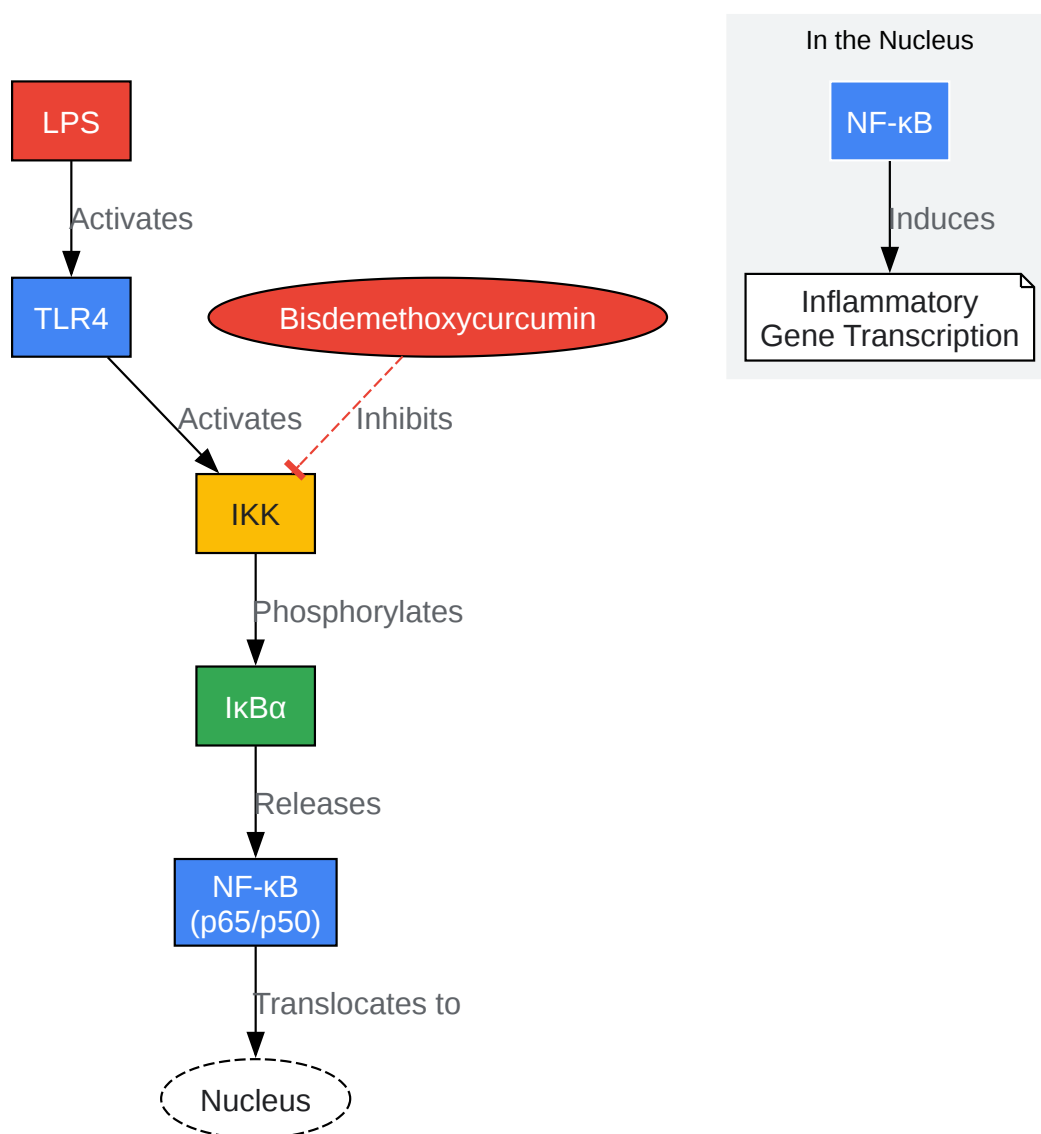 In the Nucleus
LPS
NF-κB
Activates
Induces
TLR4
Bisdemethoxycurcumin
Inflammatory
Gene Transcription
Activates
Inhibits
IKK
Phosphorylates
IκBα
Releases
NF-κB
(p65/p50)
Translocates to
Nucleus